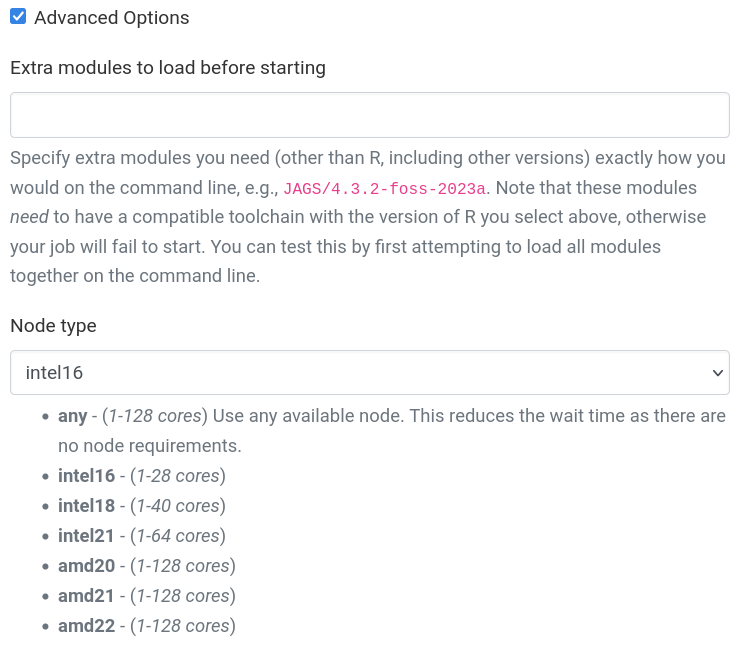 Advanced Options
Extra modules to load before starting
Specify extra modules you need (other than R, including other versions) exactly how you
would on the command line, e.g., JAGS/4.3.2-foss-2023a. Note that these modules
need to have a compatible toolchain with the version of R you select above, otherwise
your job will fail to start. You can test this by first attempting to load all modules
together on the command line.
Node type
intel16
• any - (1-128 cores) Use any available node. This reduces the wait time as there are
no node requirements.
• intel16 - (1-28 cores)
• intel18 - (1-40 cores)
• intel21 - (1-64 cores)
• amd20 - (1-128 cores)
• amd21 - (1-128 cores)
• amd22 - (1-128 cores)